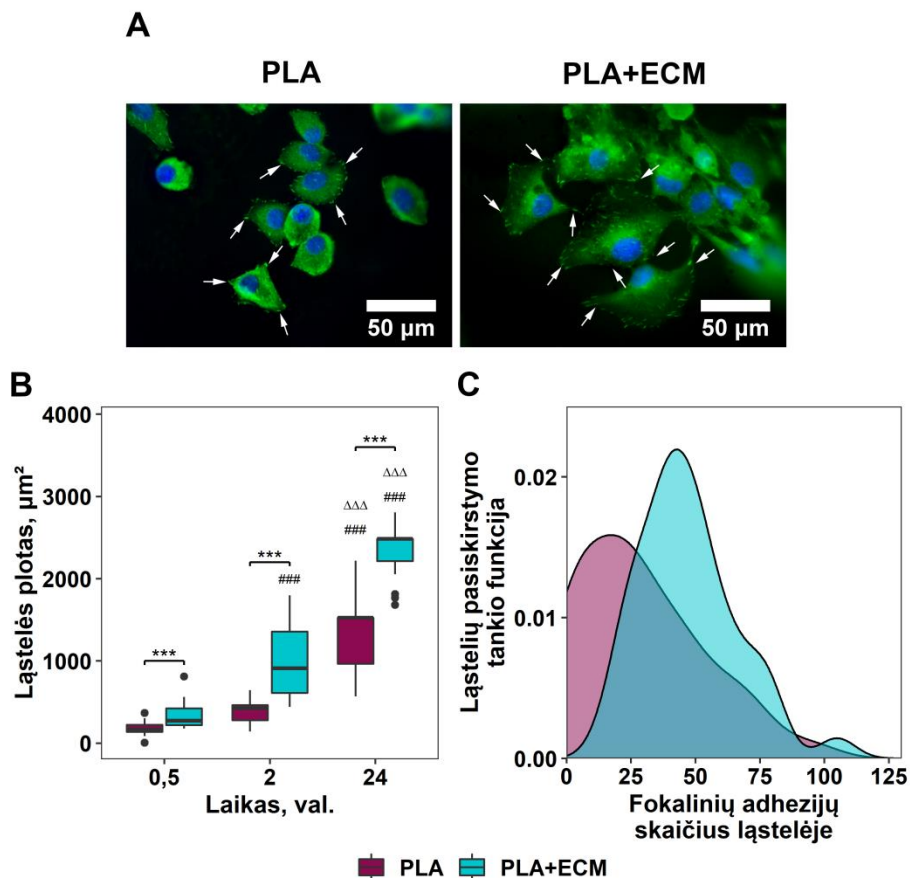 A
PLA
PLA+ECM
50 µm
50 µm
B
Ląstelės plotas, µm²
4000
3000
2000
1000
0
***
***
###
***
ΔΔΔ
###
ΔΔΔ
###
0,5
2
24
Laikas, val.
C
Ląstelių pasiskirstymo
tankio funkcija
0.02
0.01
0.00
0
25
50
75
100
125
Fokalinių adhezijų
skaičius ląstelėje
PLA
PLA+ECM